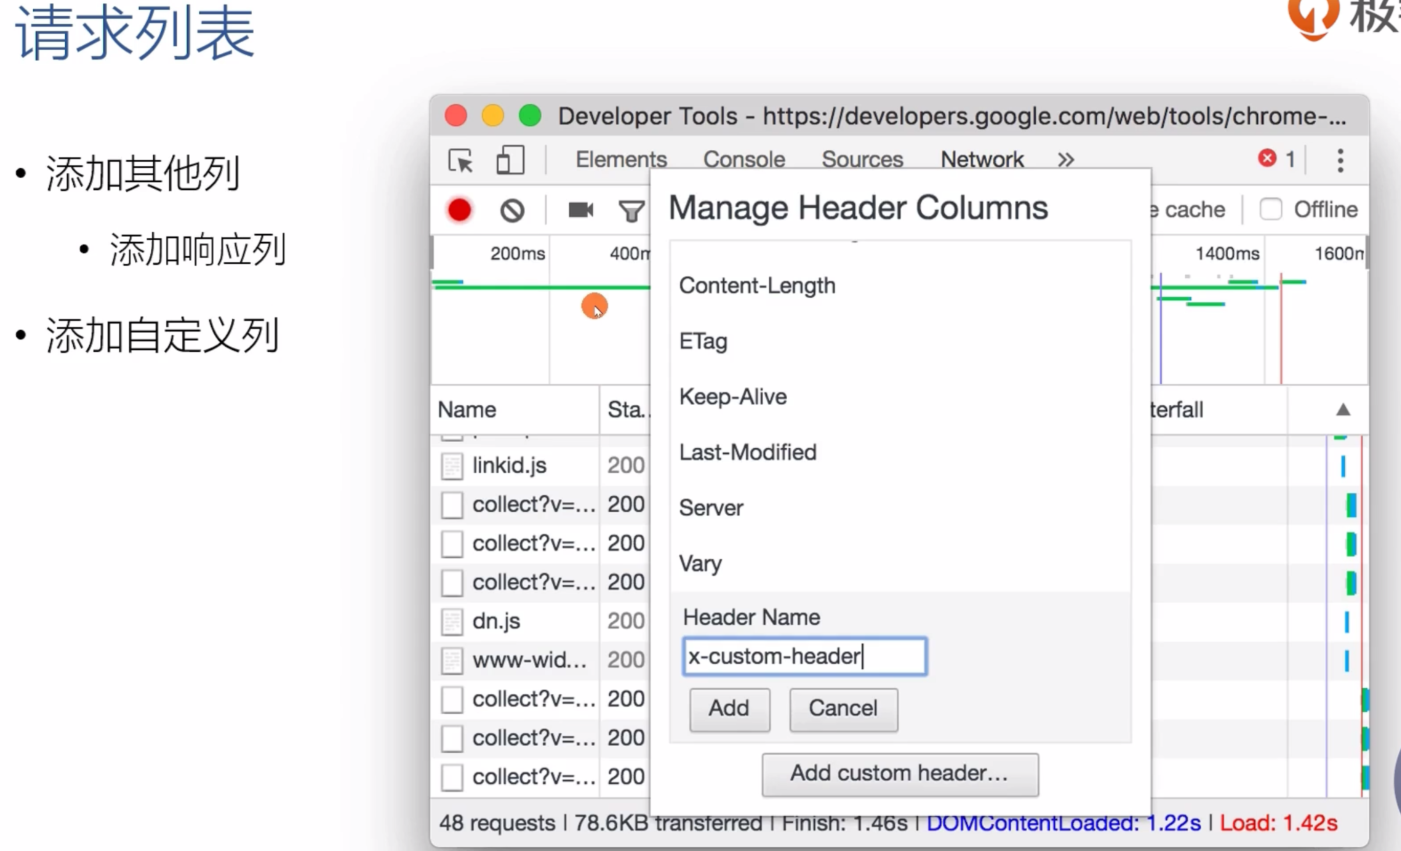 请求列表
极
• 添加其他列
• 添加响应列
• 添加自定义列
Developer Tools - https://developers.google.com/web/tools/chrome-...
Elements Console Sources Network » 1
Manage Header Columns
e cache Offline
200ms 400m 1400ms 1600m
Content-Length
ETag
Keep-Alive
Last-Modified
Server
Vary
Header Name
x-custom-header
Add Cancel
Add custom header...
Name Sta... terfall ▲
linkid.js 200
collect?v=... 200
collect?v=... 200
collect?v=... 200
dn.js 200
www-wid... 200
collect?v=... 200
collect?v=... 200
collect?v=... 200
48 requests | 78.6KB transferred | Finish: 1.46s | DOMContentLoaded: 1.22s | Load: 1.42s